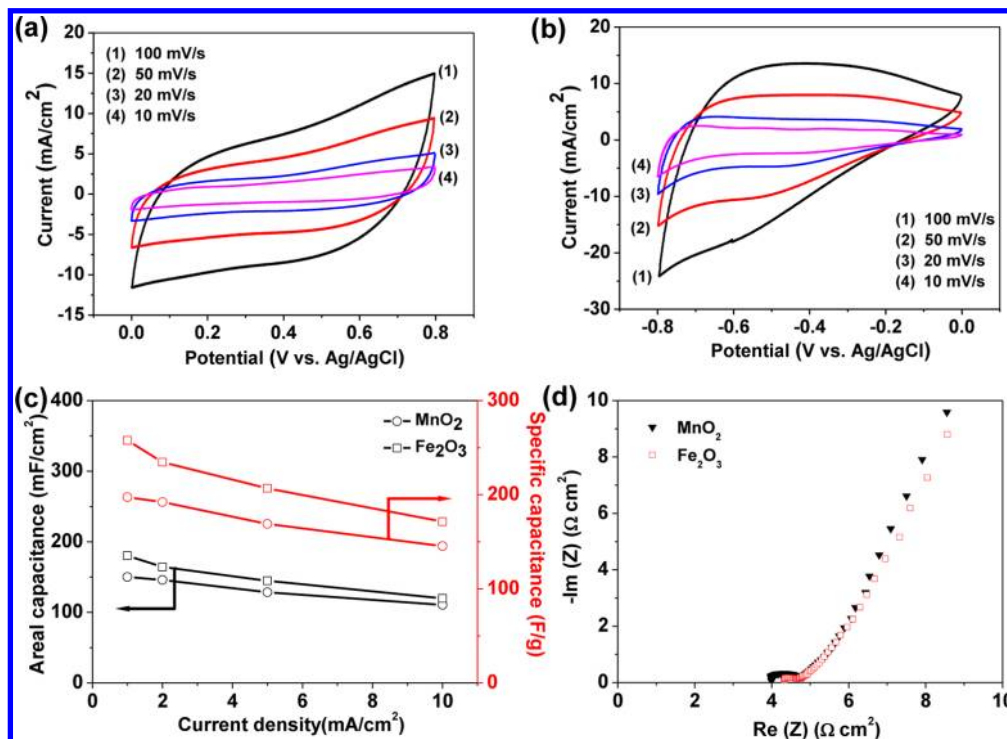 (a)
(1) 100 mV/s
(2) 50 mV/s
(3) 20 mV/s
(4) 10 mV/s
(1)
(2)
(3)
(4)
20
15
10
5
0
-5
-10
-15
Current (mA/cm²)
0.0 0.2 0.4 0.6 0.8
Potential (V vs. Ag/AgCl)
(b)
20
10
0
-10
-20
-30
Current (mA/cm²)
(4)
(3)
(2)
(1)
(1) 100 mV/s
(2) 50 mV/s
(3) 20 mV/s
(4) 10 mV/s
-0.8 -0.6 -0.4 -0.2 0.0
Potential (V vs. Ag/AgCl)
(c)
400
350
300
250
200
150
100
50
0
Areal capacitance (mF/cm²)
MnO₂
Fe₂O₃
300
200
100
0
Specific capacitance (F/g)
0 2 4 6 8 10
Current density(mA/cm²)
(d)
10
8
6
4
2
0
-Im (Z) (Ω cm²)
MnO₂
Fe₂O₃
0 2 4 6 8 10
Re (Z) (Ω cm²)